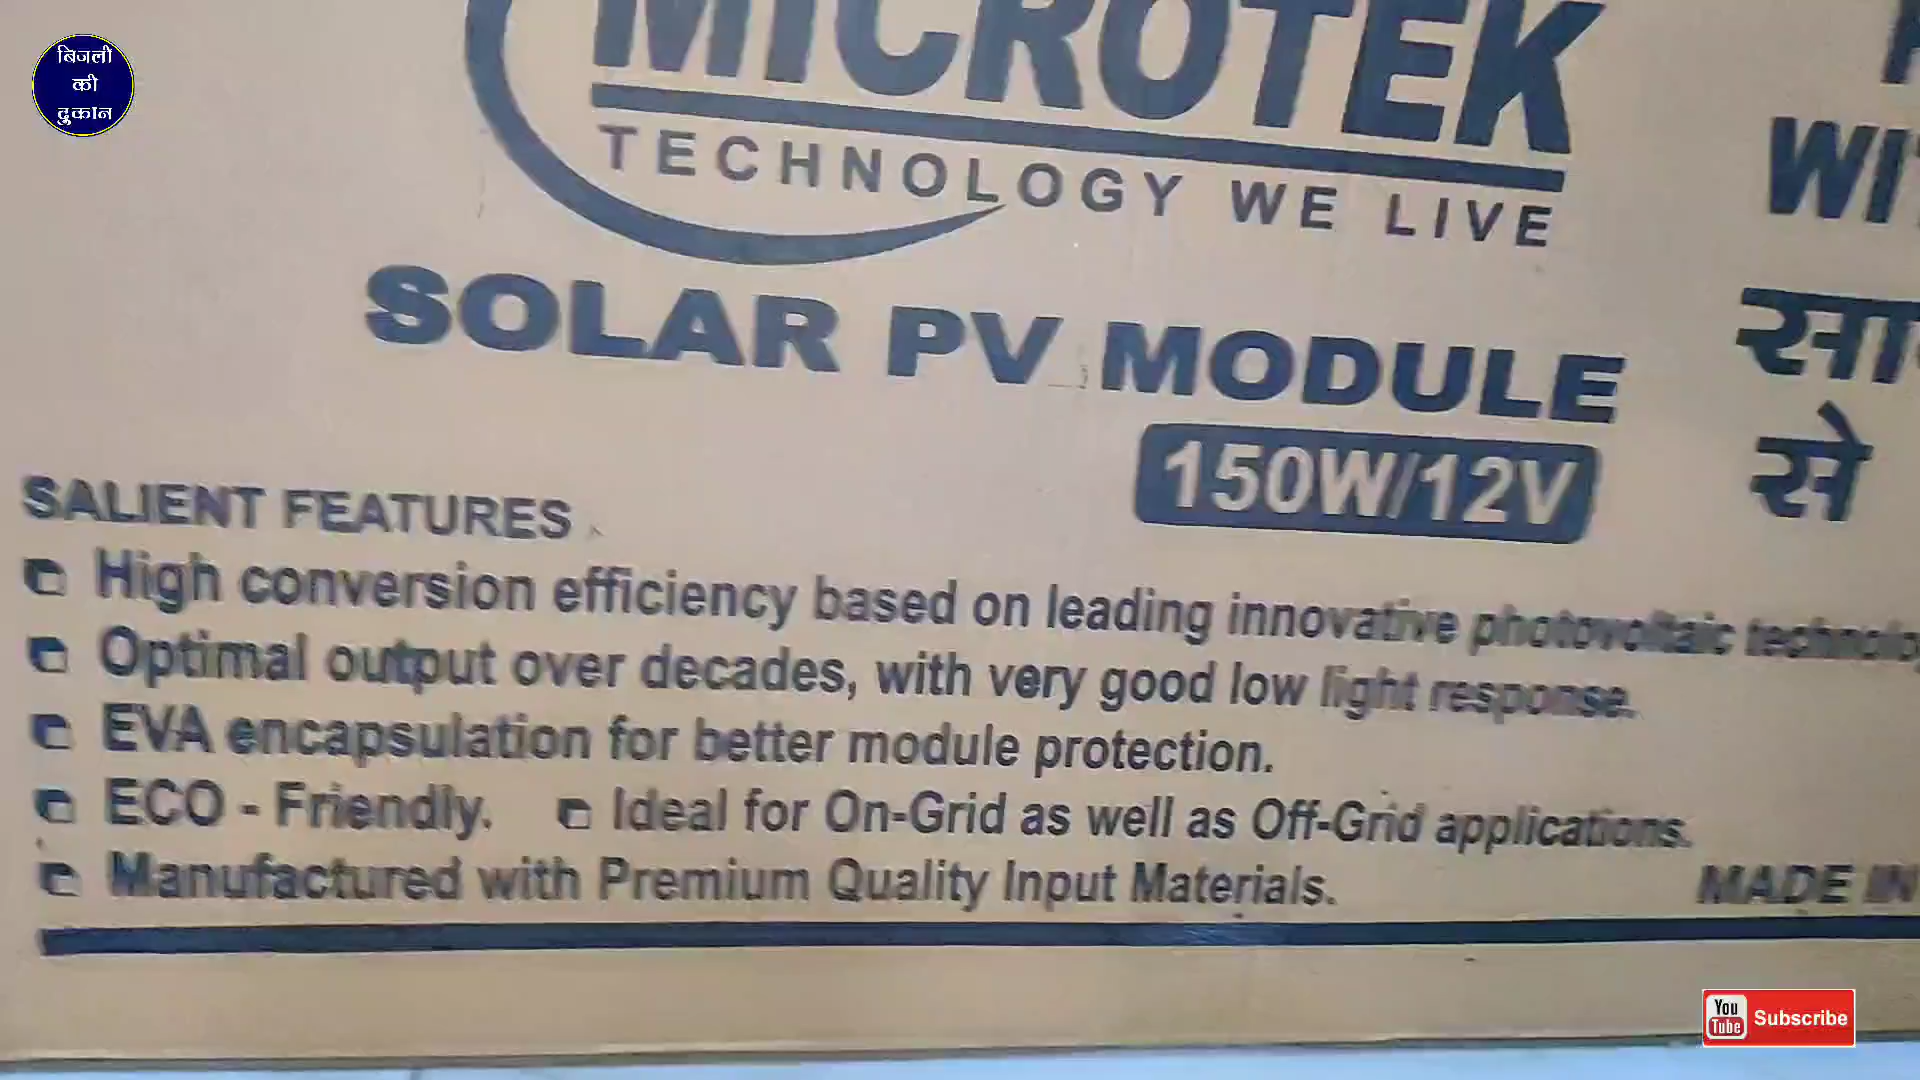 बिजली
की
दुकान
MICROTEK
TECHNOLOGY WE LIVE
SOLAR PV MODULE
150W/12V
से
SALIENT FEATURES
High conversion efficiency based on leading innovative photovoltaic
Optimal output over decades, with very good low light response.
EVA encapsulation for better module protection.
ECO - Friendly. Ideal for On-Grid as well as Off-Grid applications.
Manufactured with Premium Quality Input Materials.
MADE IN
You
Tube Subscribe